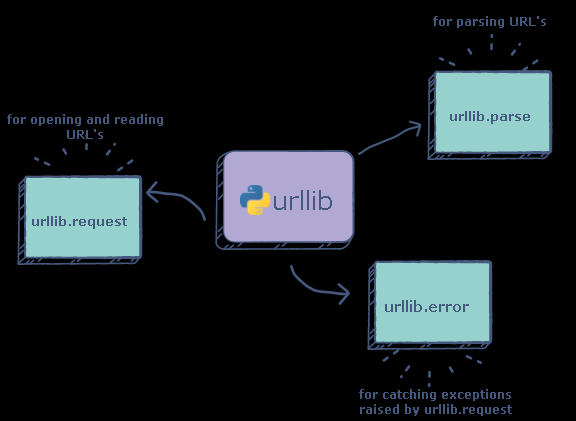 for parsing URL's
urllib.parse
for opening and reading
URL's
urllib.request
urllib
urllib.error
for catching exceptions
raised by urllib.request